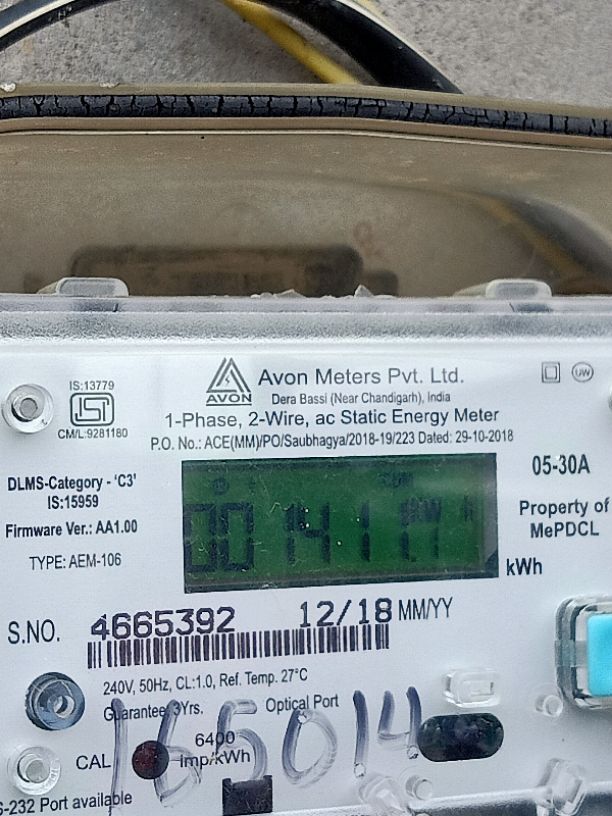 IS:13779
CM/L:9281180
AVON
Avon Meters Pvt. Ltd.
Dera Bassi (Near Chandigarh), India
UW
1-Phase, 2-Wire, ac Static Energy Meter
P.O. No.: ACE(MM)/PO/Saubhagya/2018-19/223 Dated: 29-10-2018
DLMS-Category - 'C3'
IS:15959
Firmware Ver.: AA1.00
TYPE: AEM-106
05-30A
Property of
MePDCL
kWh
S.NO. 4665392 12/18 MM/YY
240V, 50Hz, CL:1.0, Ref. Temp. 27°C
Guarantee 3Yrs. Optical Port
165014
CAL 6400
imp/kWh
S-232 Port available